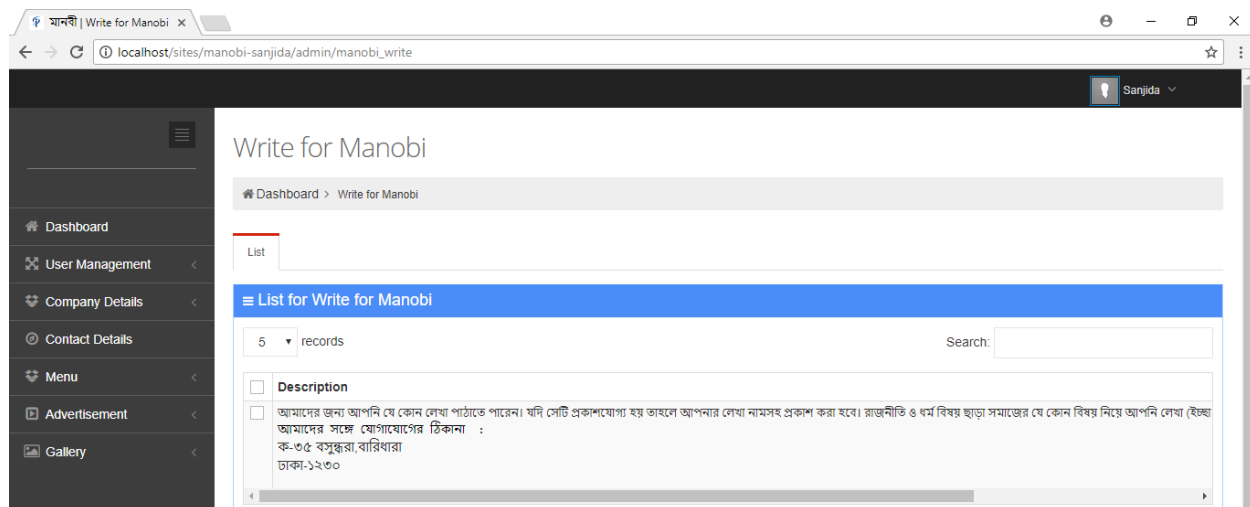 মানবী | Write for Manobi
localhost/sites/manobi-sanjida/admin/manobi_write
Sanjida
Write for Manobi
Dashboard > Write for Manobi
Dashboard
User Management
Company Details
Contact Details
Menu
Advertisement
Gallery
List
List for Write for Manobi
5 records
Search:
Description
আমাদের জন্য আপনি যে কোন লেখা পাঠাতে পারেন। যদি সেটি প্রকাশযোগ্য হয় তাহলে আপনার লেখা নামসহ প্রকাশ করা হবে। রাজনীতি ও ধর্ম বিষয় ছাড়া সমাজের যে কোন বিষয় নিয়ে আপনি লেখা (ইচ্ছা
আমাদের সঙ্গে যোগাযোগের ঠিকানা :
ক-৩৫ বসুন্ধরা,বারিধারা
ঢাকা-১২৩০